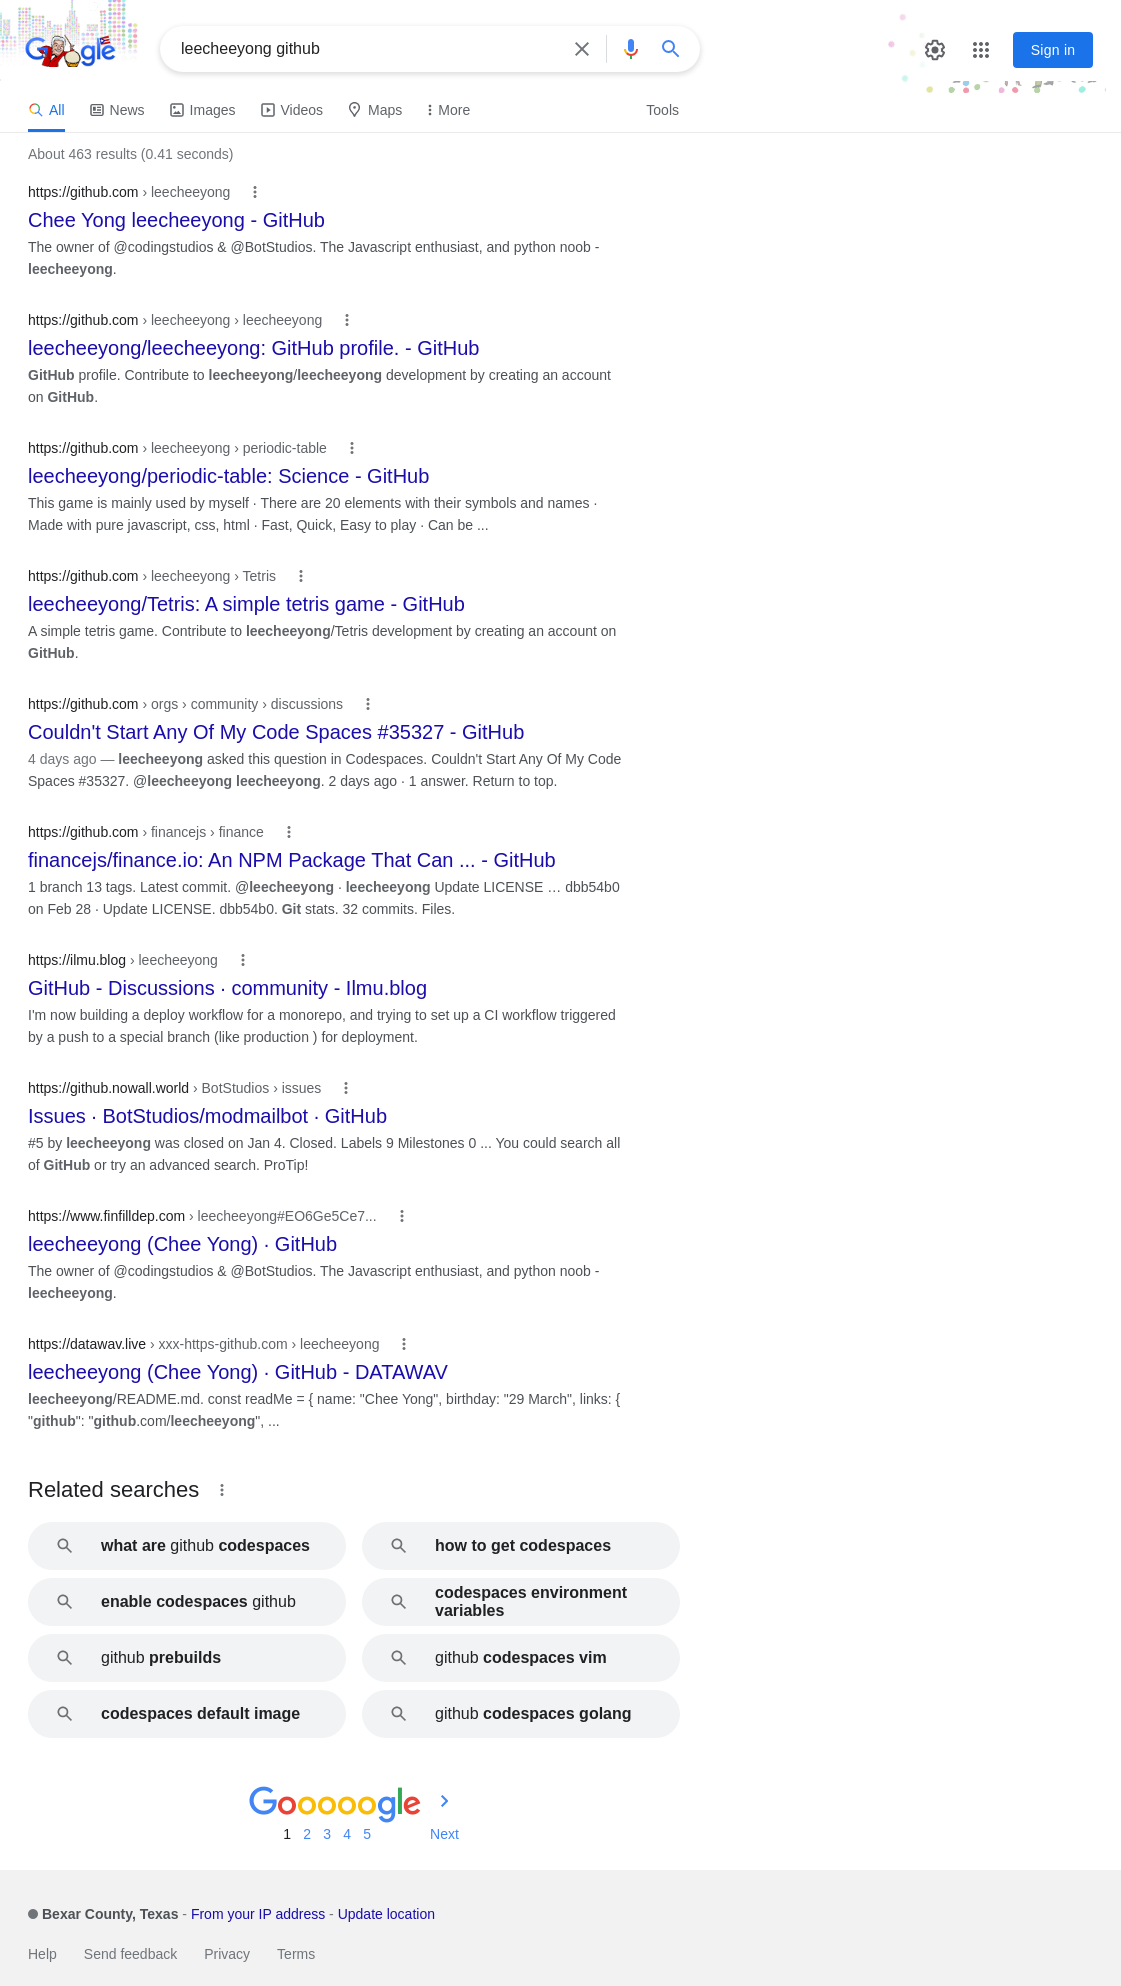 Google
leecheeyong github
Sign in
All News Images Videos Maps More Tools
About 463 results (0.41 seconds)
https://github.com › leecheeyong
Chee Yong leecheeyong - GitHub
The owner of @codingstudios & @BotStudios. The Javascript enthusiast, and python noob -
leecheeyong.
https://github.com › leecheeyong › leecheeyong
leecheeyong/leecheeyong: GitHub profile. - GitHub
GitHub profile. Contribute to leecheeyong/leecheeyong development by creating an account
on GitHub.
https://github.com › leecheeyong › periodic-table
leecheeyong/periodic-table: Science - GitHub
This game is mainly used by myself · There are 20 elements with their symbols and names ·
Made with pure javascript, css, html · Fast, Quick, Easy to play · Can be ...
https://github.com › leecheeyong › Tetris
leecheeyong/Tetris: A simple tetris game - GitHub
A simple tetris game. Contribute to leecheeyong/Tetris development by creating an account on
GitHub.
https://github.com › orgs › community › discussions
Couldn't Start Any Of My Code Spaces #35327 - GitHub
4 days ago — leecheeyong asked this question in Codespaces. Couldn't Start Any Of My Code
Spaces #35327. @leecheeyong leecheeyong. 2 days ago · 1 answer. Return to top.
https://github.com › financejs › finance
financejs/finance.io: An NPM Package That Can ... - GitHub
1 branch 13 tags. Latest commit. @leecheeyong · leecheeyong Update LICENSE … dbb54b0
on Feb 28 · Update LICENSE. dbb54b0. Git stats. 32 commits. Files.
https://ilmu.blog › leecheeyong
GitHub - Discussions · community - Ilmu.blog
I'm now building a deploy workflow for a monorepo, and trying to set up a CI workflow triggered
by a push to a special branch (like production ) for deployment.
https://github.nowall.world › BotStudios › issues
Issues · BotStudios/modmailbot · GitHub
#5 by leecheeyong was closed on Jan 4. Closed. Labels 9 Milestones 0 ... You could search all
of GitHub or try an advanced search. ProTip!
https://www.finfilldep.com › leecheeyong#EO6Ge5Ce7...
leecheeyong (Chee Yong) · GitHub
The owner of @codingstudios & @BotStudios. The Javascript enthusiast, and python noob -
leecheeyong.
https://datawav.live › xxx-https-github.com › leecheeyong
leecheeyong (Chee Yong) · GitHub - DATAWAV
leecheeyong/README.md. const readMe = { name: "Chee Yong", birthday: "29 March", links: {
"github": "github.com/leecheeyong", ...
Related searches
what are github codespaces
how to get codespaces
enable codespaces github
codespaces environment
variables
github prebuilds
github codespaces vim
codespaces default image
github codespaces golang
Gooooogle
1 2 3 4 5 Next
Bexar County, Texas - From your IP address - Update location
Help Send feedback Privacy Terms